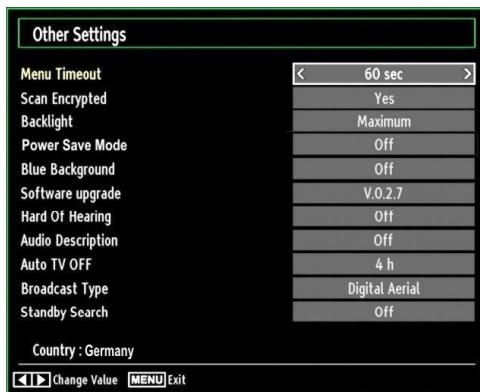 Other Settings
Menu Timeout < 60 sec >
Scan Encrypted Yes
Backlight Maximum
Power Save Mode Off
Blue Background Off
Software upgrade V.0.2.7
Hard Of Hearing Off
Audio Description Off
Auto TV OFF 4 h
Broadcast Type Digital Aerial
Standby Search Off
Country : Germany
Change Value MENU Exit